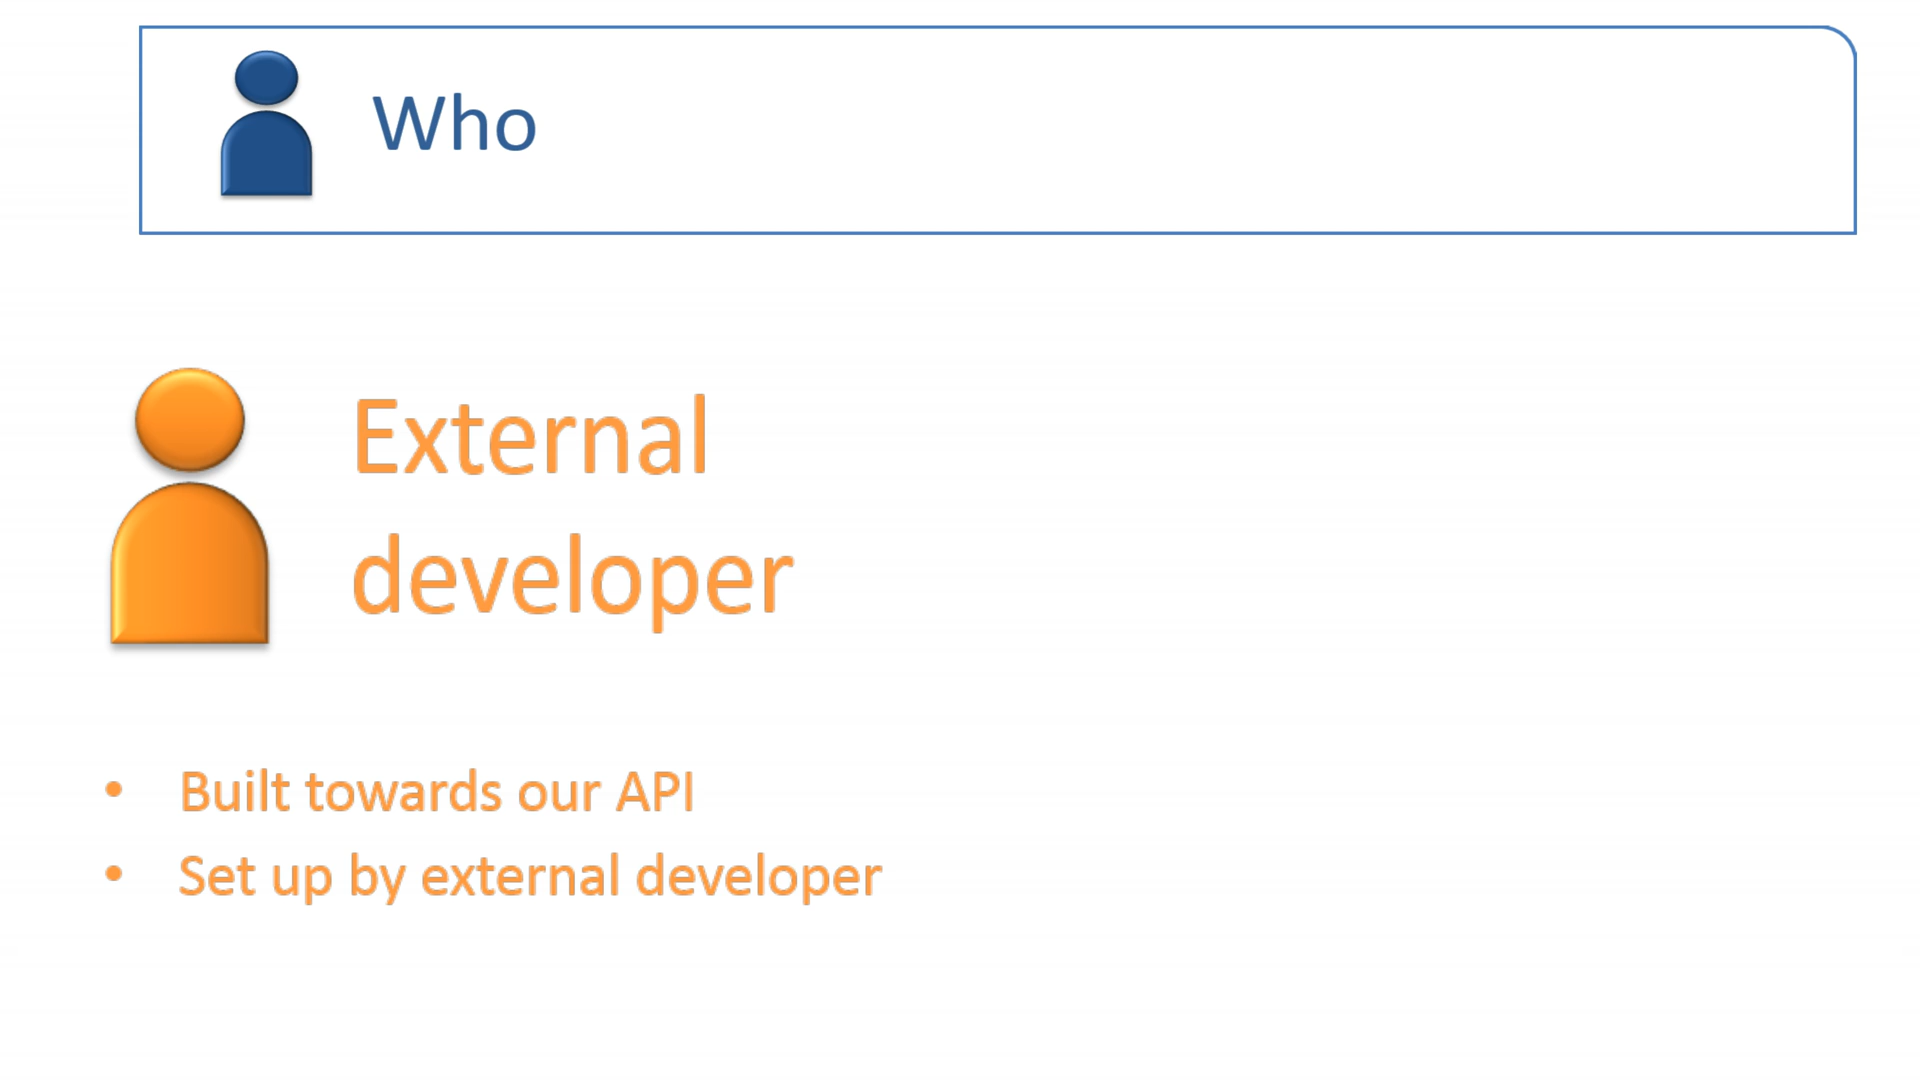 Who
External
developer
• Built towards our API
• Set up by external developer